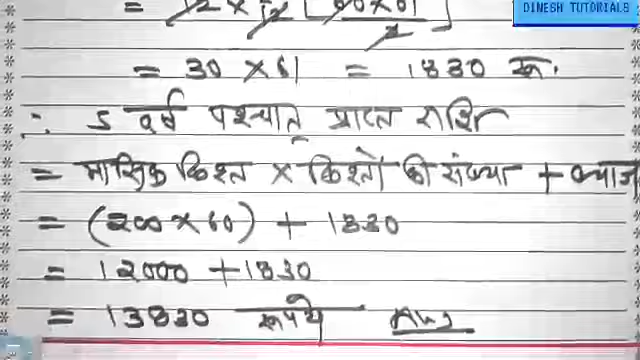 DINESH TUTORIALS
= 30 × 61 = 1830 रू.
∴ 5 वर्ष पश्चात् प्राप्त राशि
= मासिक किश्त × किश्तों की संख्या + ब्याज
= (200 × 60) + 1830
= 12000 + 1830
= 13830 रूपये Ans